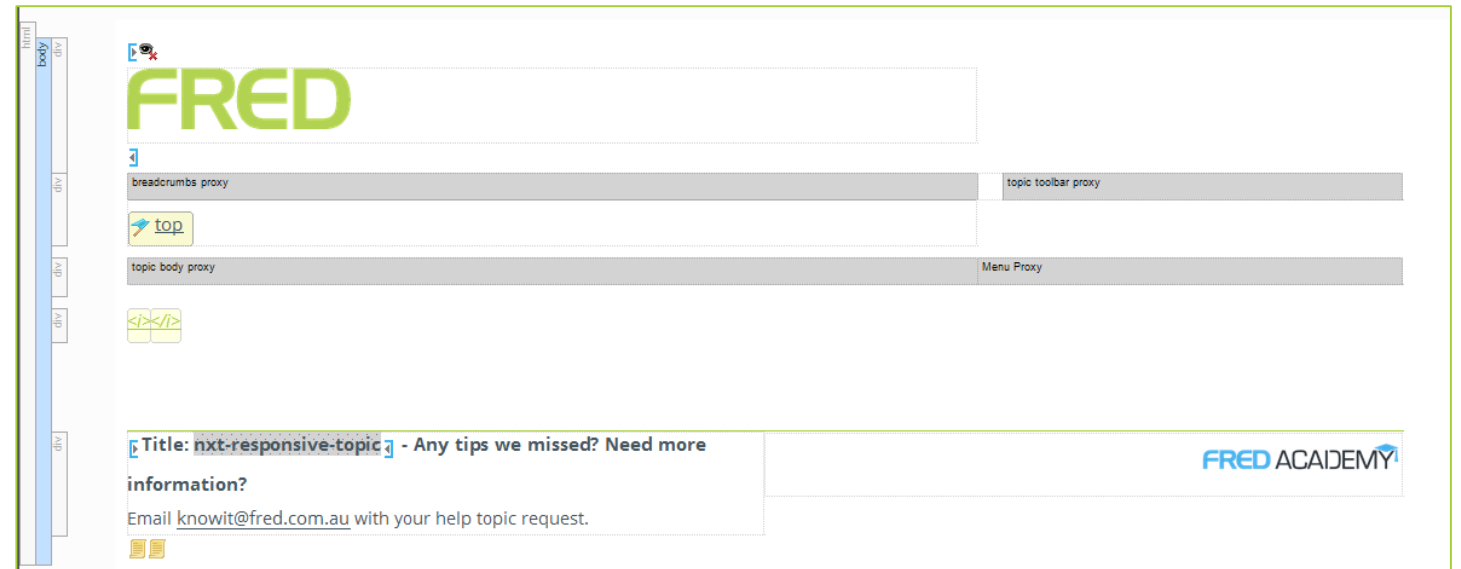 html
body
div
FRED
div
breadcrumbs proxy topic toolbar proxy
top
div
topic body proxy Menu Proxy
div
<i></i>
div
Title: nxt-responsive-topic - Any tips we missed? Need more
information?
FRED ACADEMY
Email knowit@fred.com.au with your help topic request.